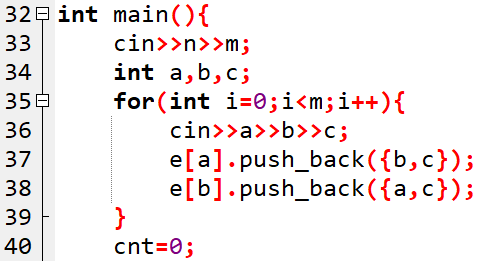 32 int main(){
33     cin>>n>>m;
34     int a,b,c;
35     for(int i=0;i<m;i++){
36         cin>>a>>b>>c;
37         e[a].push_back({b,c});
38         e[b].push_back({a,c});
39     }
40     cnt=0;